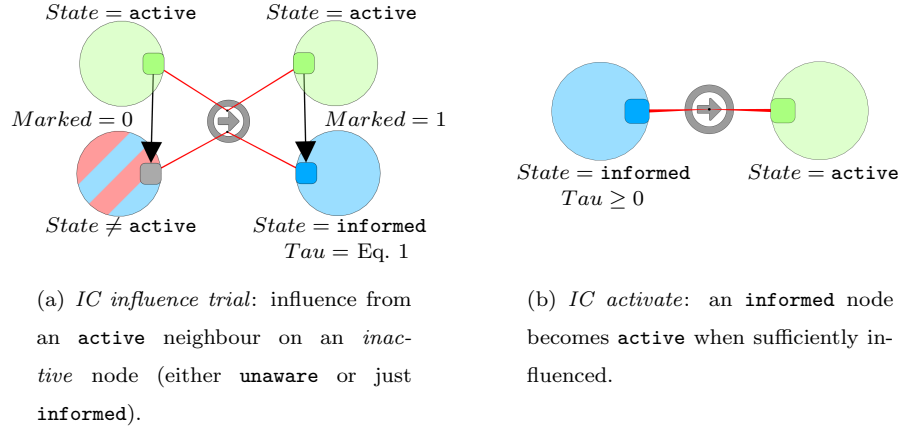 State = active
State = active
Marked = 0
Marked = 1
State ≠ active
State = informed
Tau = Eq. 1
State = informed
Tau ≥ 0
State = active
(a) IC influence trial: influence from
an active neighbour on an inac-
tive node (either unaware or just
informed).
(b) IC activate: an informed node
becomes active when sufficiently in-
fluenced.